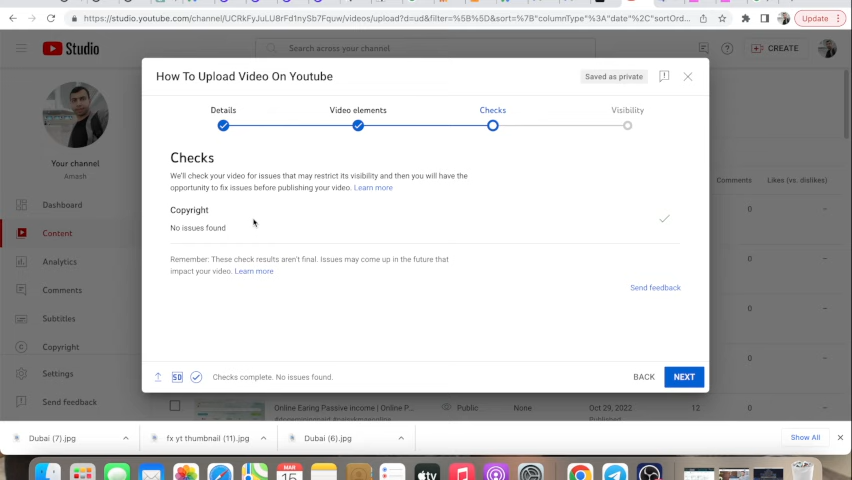 https://studio.youtube.com/channel/UCRkFyJuLU8rFd1nySb7Fquw/videos/upload?d=ud&filter=%5B%5D&sort=%7B"columnType"%3A"date"%2C"sortOrd...
Update
Studio
Search across your channel
CREATE
How To Upload Video On Youtube
Saved as private
Details
Video elements
Checks
Visibility
Your channel
Amash
Dashboard
Content
Analytics
Comments
Subtitles
Copyright
Settings
Send feedback
Checks
We'll check your video for issues that may restrict its visibility and then you will have the
opportunity to fix issues before publishing your video. Learn more
Copyright
No issues found
Remember: These check results aren't final. Issues may come up in the future that
impact your video. Learn more
Send feedback
SD
Checks complete. No issues found.
BACK
NEXT
Comments
Likes (vs. dislikes)
0
–
0
–
0
–
0
–
Online Earing Passive income | Online P...
Public
None
Oct 29, 2022
12
0
–
Published
Dubai (7).jpg
fx yt thumbnail (11).jpg
Dubai (6).jpg
Show All
MAR
15
tv